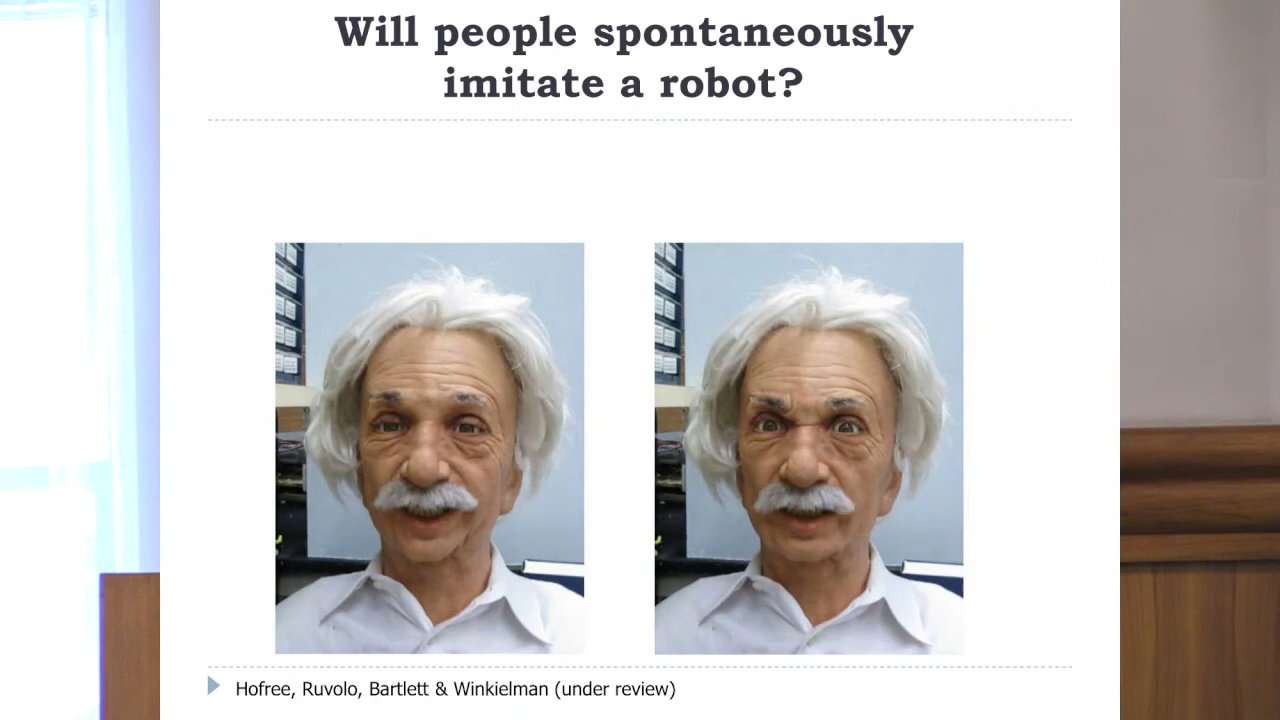 Will people spontaneously
imitate a robot?
Hofree, Ruvolo, Bartlett & Winkielman (under review)